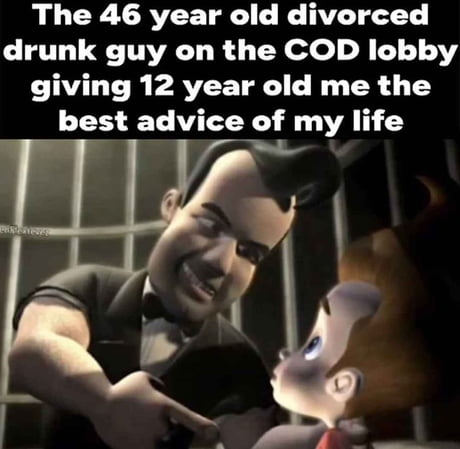 The 46 year old divorced
drunk guy on the COD lobby
giving 12 year old me the
best advice of my life